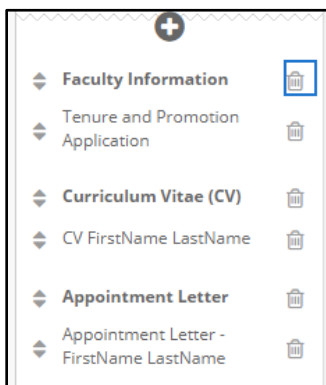 Faculty Information
Tenure and Promotion
Application
Curriculum Vitae (CV)
CV FirstName LastName
Appointment Letter
Appointment Letter -
FirstName LastName